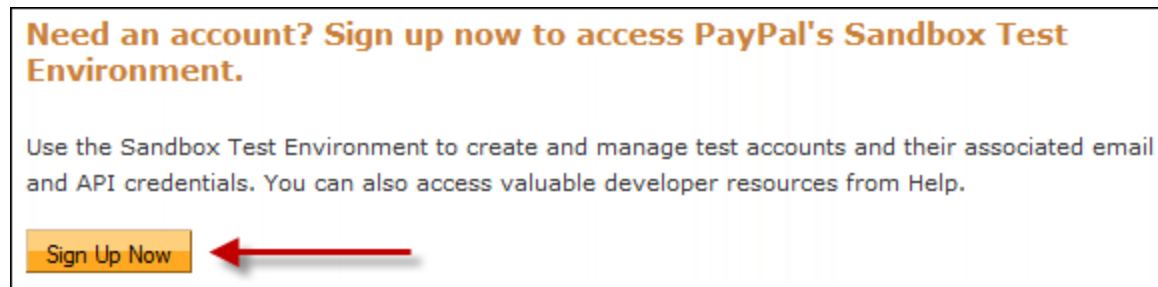 Need an account? Sign up now to access PayPal's Sandbox Test
Environment.
Use the Sandbox Test Environment to create and manage test accounts and their associated email
and API credentials. You can also access valuable developer resources from Help.
Sign Up Now